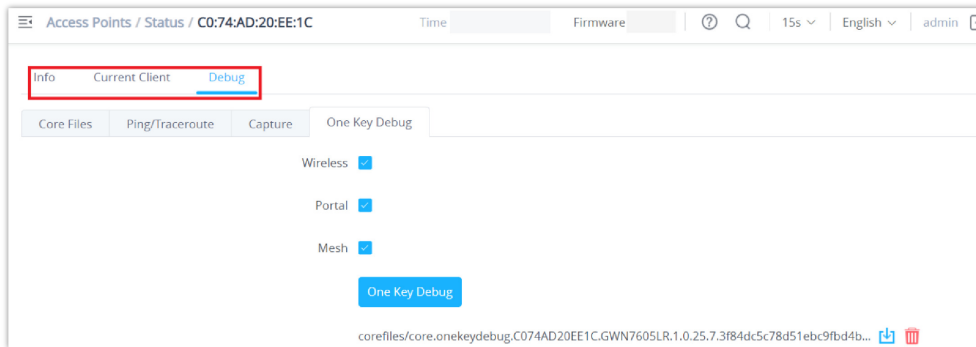 Access Points / Status / C0:74:AD:20:EE:1C Time Firmware 15s English admin
Info Current Client Debug
Core Files Ping/Traceroute Capture One Key Debug
Wireless
Portal
Mesh
One Key Debug
corefiles/core.onekeydebug.C074AD20EE1C.GWN7605LR.1.0.25.7.3f84dc5c78d51ebc9fbd4b...